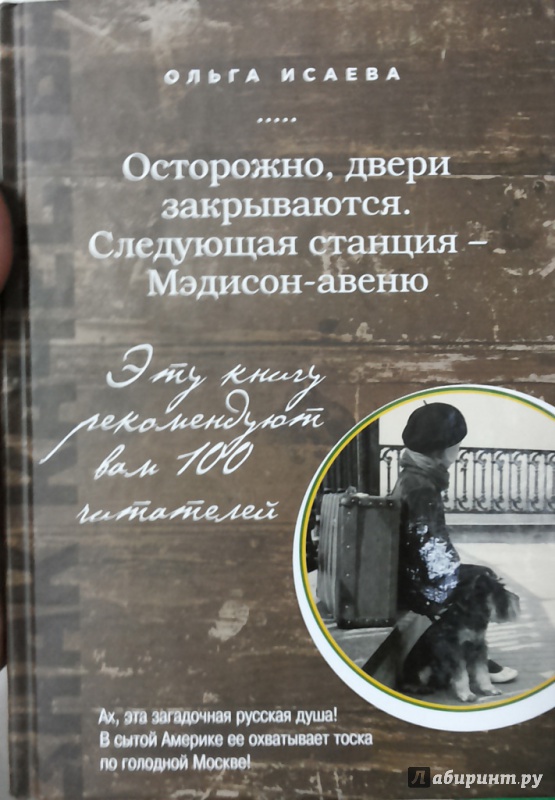 ОЛЬГА ИСАЕВА
Осторожно, двери
закрываются.
Следующая станция –
Мэдисон-авеню
Эту книгу
рекомендуют
вам 100
читателей
Ах, эта загадочная русская душа!
В сытой Америке ее охватывает тоска
по голодной Москве!
Лабиринт.ру